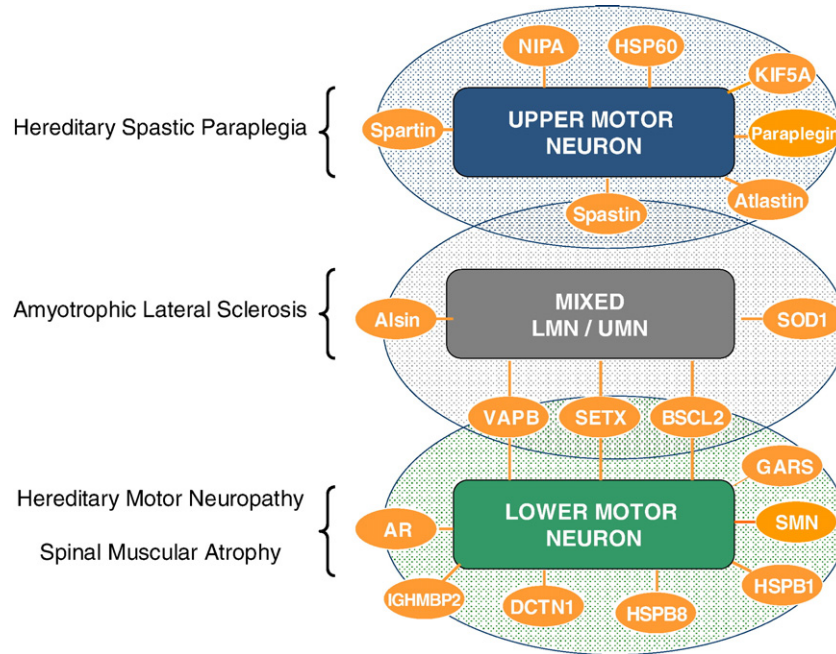 NIPA
HSP60
KIF5A
Hereditary Spastic Paraplegia
Spartin
UPPER MOTOR
NEURON
Paraplegin
Atlastin
Spastin
Amyotrophic Lateral Sclerosis
Alsin
MIXED
LMN / UMN
SOD1
VAPB
SETX
BSCL2
GARS
Hereditary Motor Neuropathy
Spinal Muscular Atrophy
AR
LOWER MOTOR
NEURON
SMN
HSPB1
IGHMBP2
DCTN1
HSPB8